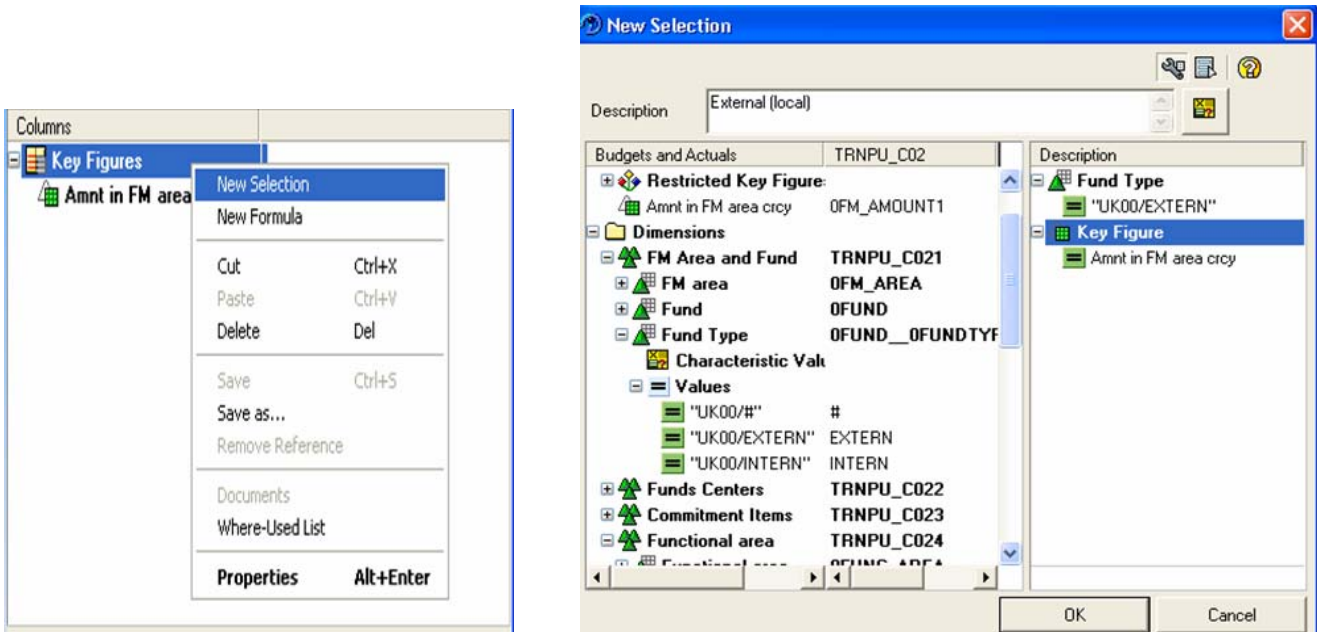 Columns
Key Figures
Amnt in FM area
New Selection
New Formula
Cut Ctrl+X
Paste Ctrl+V
Delete Del
Save Ctrl+S
Save as...
Remove Reference
Documents
Where-Used List
Properties Alt+Enter
New Selection
Description External (local)
Budgets and Actuals TRNPU_C02
Restricted Key Figure:
Amnt in FM area crcy 0FM_AMOUNT1
Dimensions
FM Area and Fund TRNPU_C021
FM area 0FM_AREA
Fund 0FUND
Fund Type 0FUND__0FUNDTYF
Characteristic Valu
Values
"UK00/#" #
"UK00/EXTERN" EXTERN
"UK00/INTERN" INTERN
Funds Centers TRNPU_C022
Commitment Items TRNPU_C023
Functional area TRNPU_C024
Description
Fund Type
"UK00/EXTERN"
Key Figure
Amnt in FM area crcy
OK Cancel